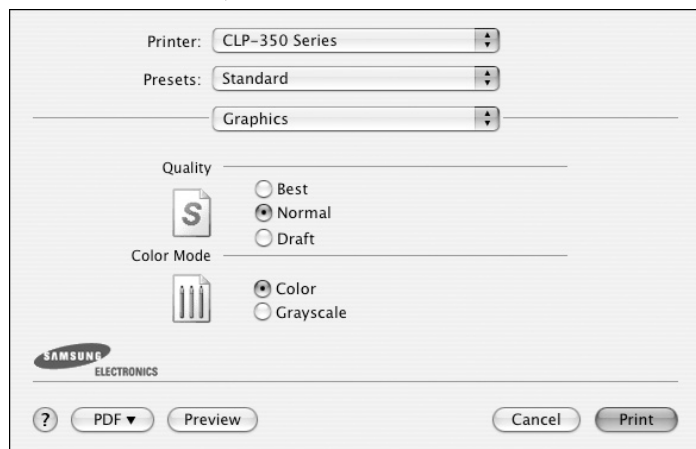 Printer: CLP-350 Series
Presets: Standard
Graphics
Quality
Best
S
Normal
Draft
Color Mode
Color
Grayscale
SAMSUNG
ELECTRONICS
? PDF ▼ Preview Cancel Print